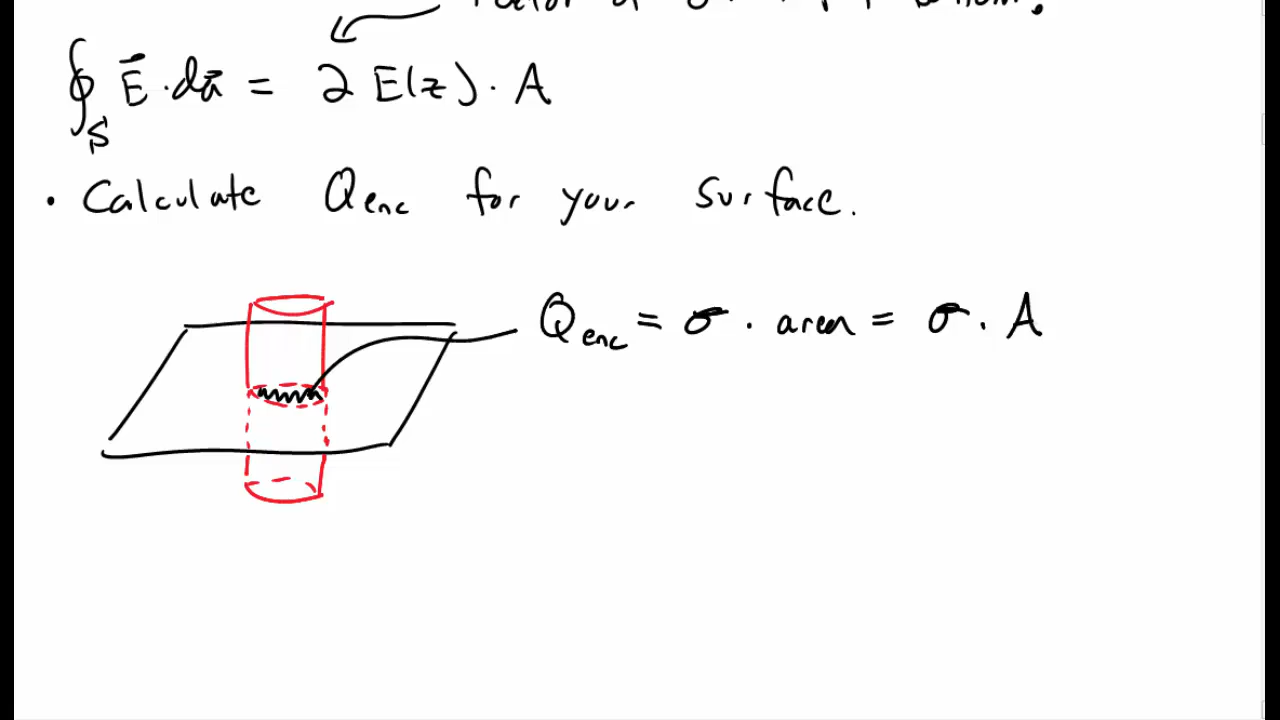 ∮_S E⃗ · da⃗ = 2 E(z) · A
• Calculate Q_enc for your surface.
Q_enc = σ · area = σ · A